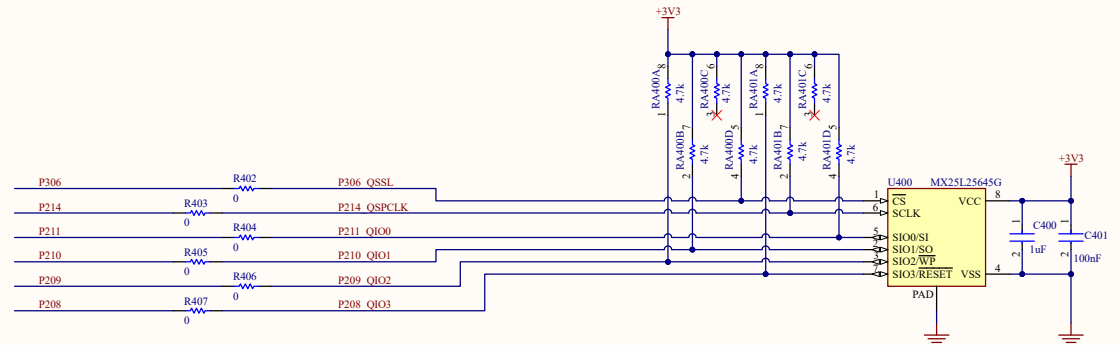 +3V3
RA400A 8 1 4.7k
RA400B 7 2 4.7k
RA400C 6 3 4.7k
RA400D 5 4 4.7k
RA401A 8 1 4.7k
RA401B 7 2 4.7k
RA401C 6 3 4.7k
RA401D 5 4 4.7k
+3V3
U400 MX25L25645G
P306 R402 0 P306_QSSL 1 CS VCC 8
P214 R403 0 P214_QSPCLK 6 SCLK
P211 R404 0 P211_QIO0 5 SIO0/SI
P210 R405 0 P210_QIO1 2 SIO1/SO
P209 R406 0 P209_QIO2 3 SIO2/WP
P208 R407 0 P208_QIO3 7 SIO3/RESET VSS 4
PAD
1 C400 2 1uF
1 C401 2 100nF